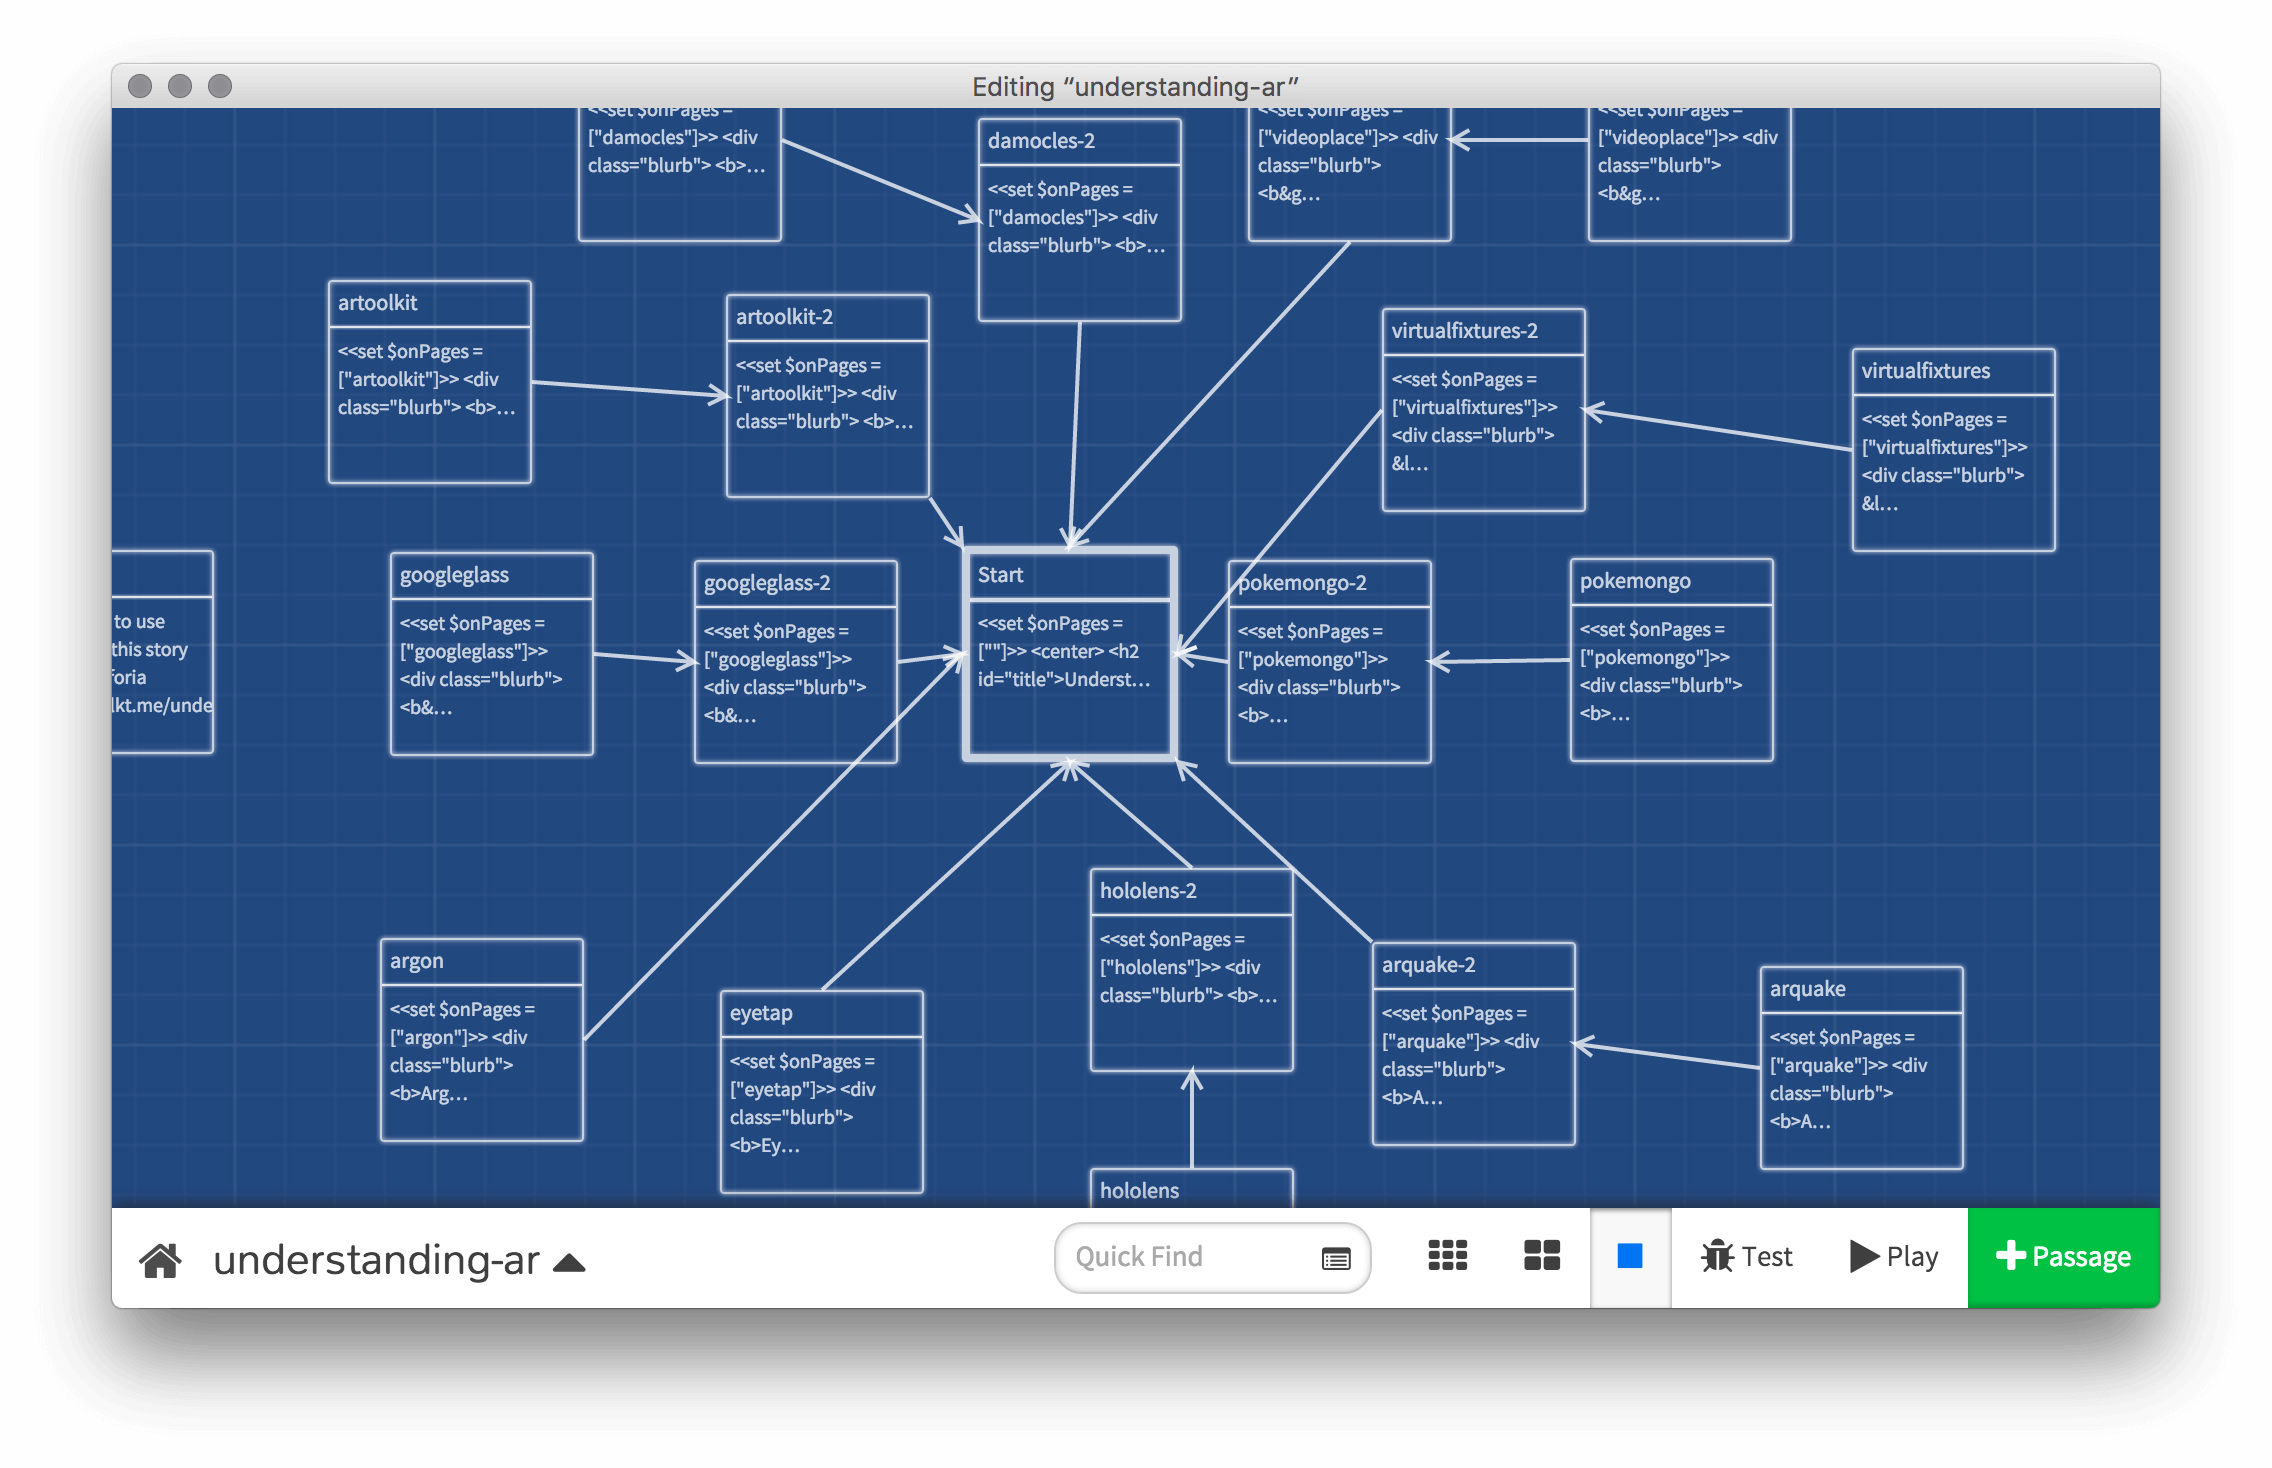 Editing “understanding-ar”
<<set $onPages =
["damocles"]>> <div
class="blurb"> <b>...
damocles-2
<<set $onPages =
["damocles"]>> <div
class="blurb"> <b>...
<<set $onPages =
["videoplace"]>> <div
class="blurb">
<b&g...
<<set $onPages =
["videoplace"]>> <div
class="blurb">
<b&g...
artoolkit
<<set $onPages =
["artoolkit"]>> <div
class="blurb"> <b>...
artoolkit-2
<<set $onPages =
["artoolkit"]>> <div
class="blurb"> <b>...
virtualfixtures-2
<<set $onPages =
["virtualfixtures"]>>
<div class="blurb">
&l...
virtualfixtures
<<set $onPages =
["virtualfixtures"]>>
<div class="blurb">
&l...
to use
this story
foria
lkt.me/unde
googleglass
<<set $onPages =
["googleglass"]>>
<div class="blurb">
<b&...
googleglass-2
<<set $onPages =
["googleglass"]>>
<div class="blurb">
<b&...
Start
<<set $onPages =
[""]>> <center> <h2
id="title">Underst...
pokemongo-2
<<set $onPages =
["pokemongo"]>>
<div class="blurb">
<b>...
pokemongo
<<set $onPages =
["pokemongo"]>>
<div class="blurb">
<b>...
argon
<<set $onPages =
["argon"]>> <div
class="blurb">
<b>Arg...
eyetap
<<set $onPages =
["eyetap"]>> <div
class="blurb">
<b>Ey...
hololens-2
<<set $onPages =
["hololens"]>> <div
class="blurb"> <b>...
hololens
arquake-2
<<set $onPages =
["arquake"]>> <div
class="blurb">
<b>A...
arquake
<<set $onPages =
["arquake"]>> <div
class="blurb">
<b>A...
understanding-ar
Quick Find
Test
Play
Passage